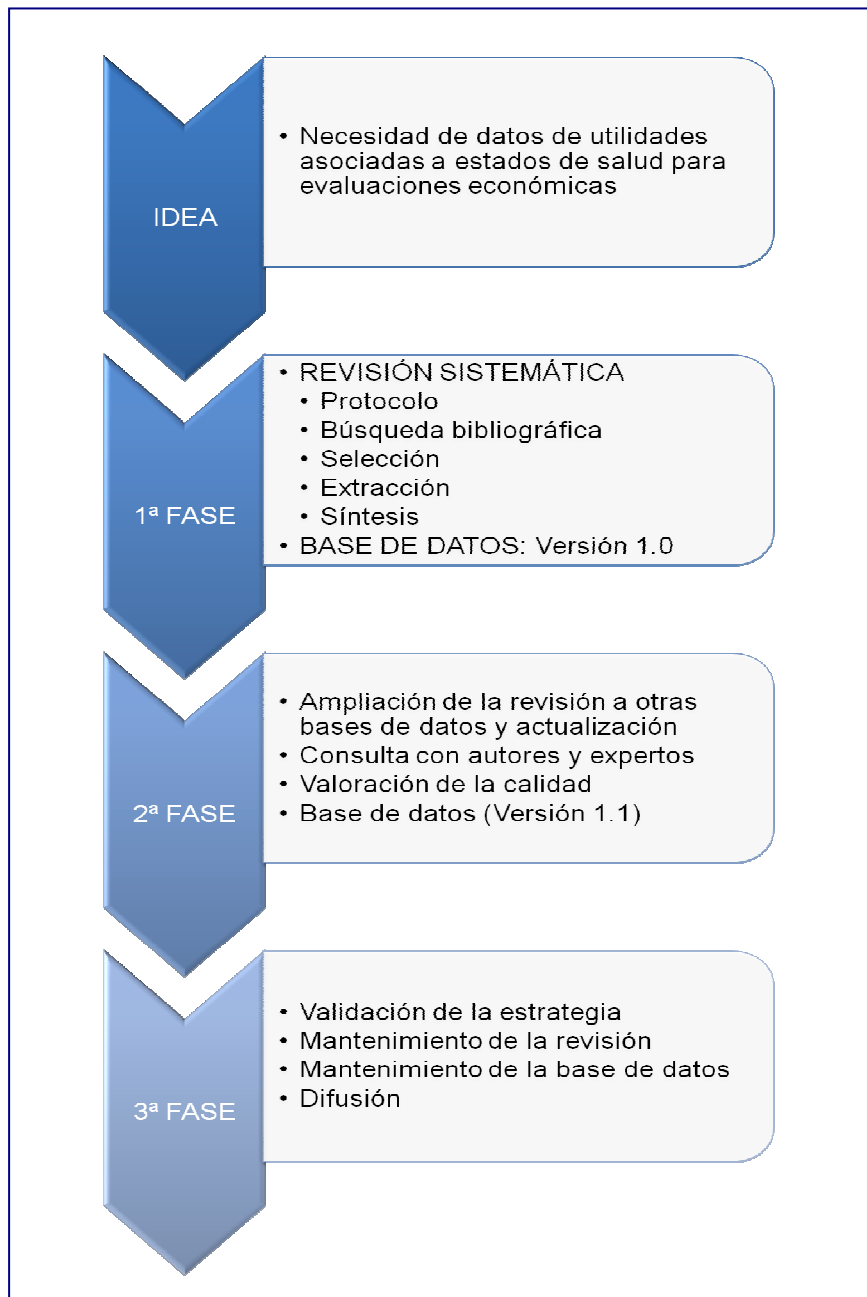 IDEA
• Necesidad de datos de utilidades
asociadas a estados de salud para
evaluaciones económicas
1ª FASE
• REVISIÓN SISTEMÁTICA
• Protocolo
• Búsqueda bibliográfica
• Selección
• Extracción
• Síntesis
• BASE DE DATOS: Versión 1.0
2ª FASE
• Ampliación de la revisión a otras
bases de datos y actualización
• Consulta con autores y expertos
• Valoración de la calidad
• Base de datos (Versión 1.1)
3ª FASE
• Validación de la estrategia
• Mantenimiento de la revisión
• Mantenimiento de la base de datos
• Difusión